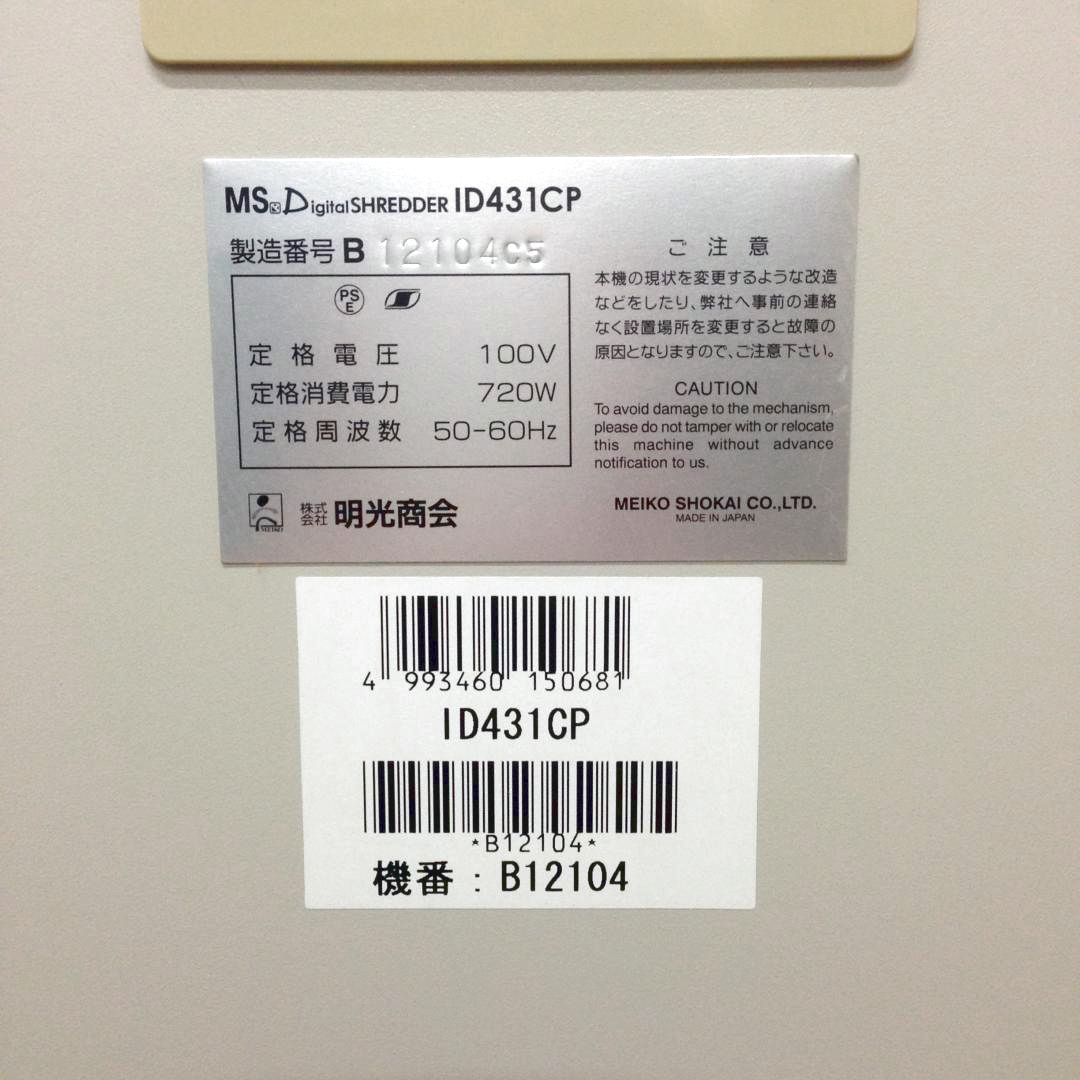 MS DigitalSHREDDER ID431CP
製造番号 B 12104C5
PS
E
定格電圧 100V
定格消費電力 720W
定格周波数 50-60Hz
株式
会社 明光商会
ご注意
本機の現状を変更するような改造
などをしたり、弊社へ事前の連絡
なく設置場所を変更すると故障の
原因となりますので、ご注意下さい。
CAUTION
To avoid damage to the mechanism,
please do not tamper with or relocate
this machine without advance
notification to us.
MEIKO SHOKAI CO.,LTD.
MADE IN JAPAN
4 993460 150681
ID431CP
*B12104*
機番：B12104